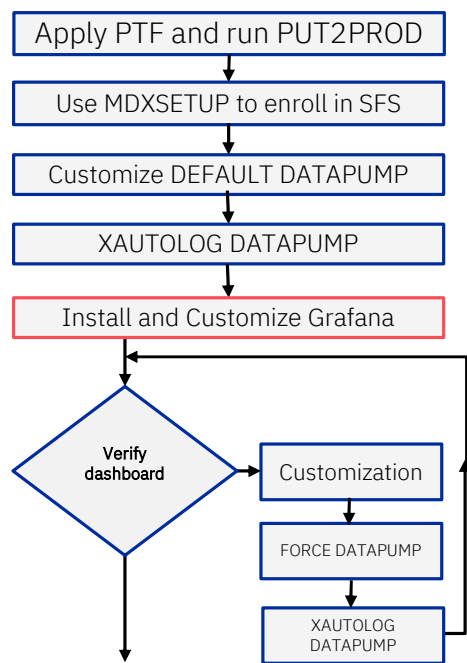 Apply PTF and run PUT2PROD
Use MDXSETUP to enroll in SFS
Customize DEFAULT DATAPUMP
XAUTOLOG DATAPUMP
Install and Customize Grafana
Verify
dashboard
Customization
FORCE DATAPUMP
XAUTOLOG
DATAPUMP